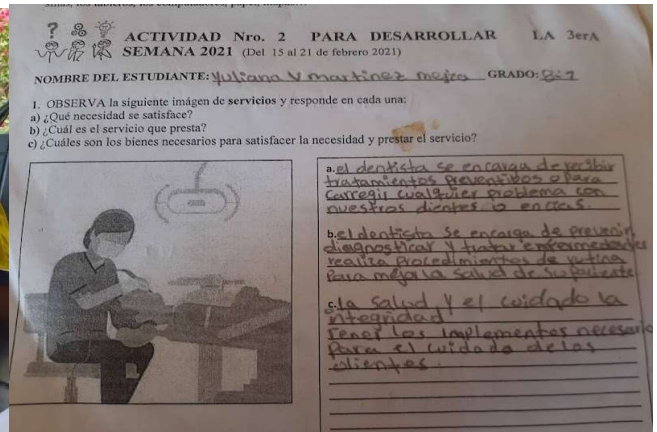 ACTIVIDAD Nro. 2 PARA DESARROLLAR LA 3erA
SEMANA 2021 (Del 15 al 21 de febrero 2021)
NOMBRE DEL ESTUDIANTE: Yuliana V martinez mejia GRADO: 8:7
1. OBSERVA la siguiente imágen de servicios y responde en cada una:
a) ¿Qué necesidad se satisface?
b) ¿Cuál es el servicio que presta?
c) ¿Cuáles son los bienes necesarios para satisfacer la necesidad y prestar el servicio?
a. el dentista se encarga de recibir
tratamientos preventibos o para
carregir cualquier problema con
nuestros dientes o encias.
b. el dentista se encarga de prevenir,
diagnosticar y tratar enfermedades
realiza procedimientos de rutina
para mejor la salud de su paciente
c. la salud, y el cuidado la
integridad
tener los implementos necesario
para el cuidado de los
clientes.